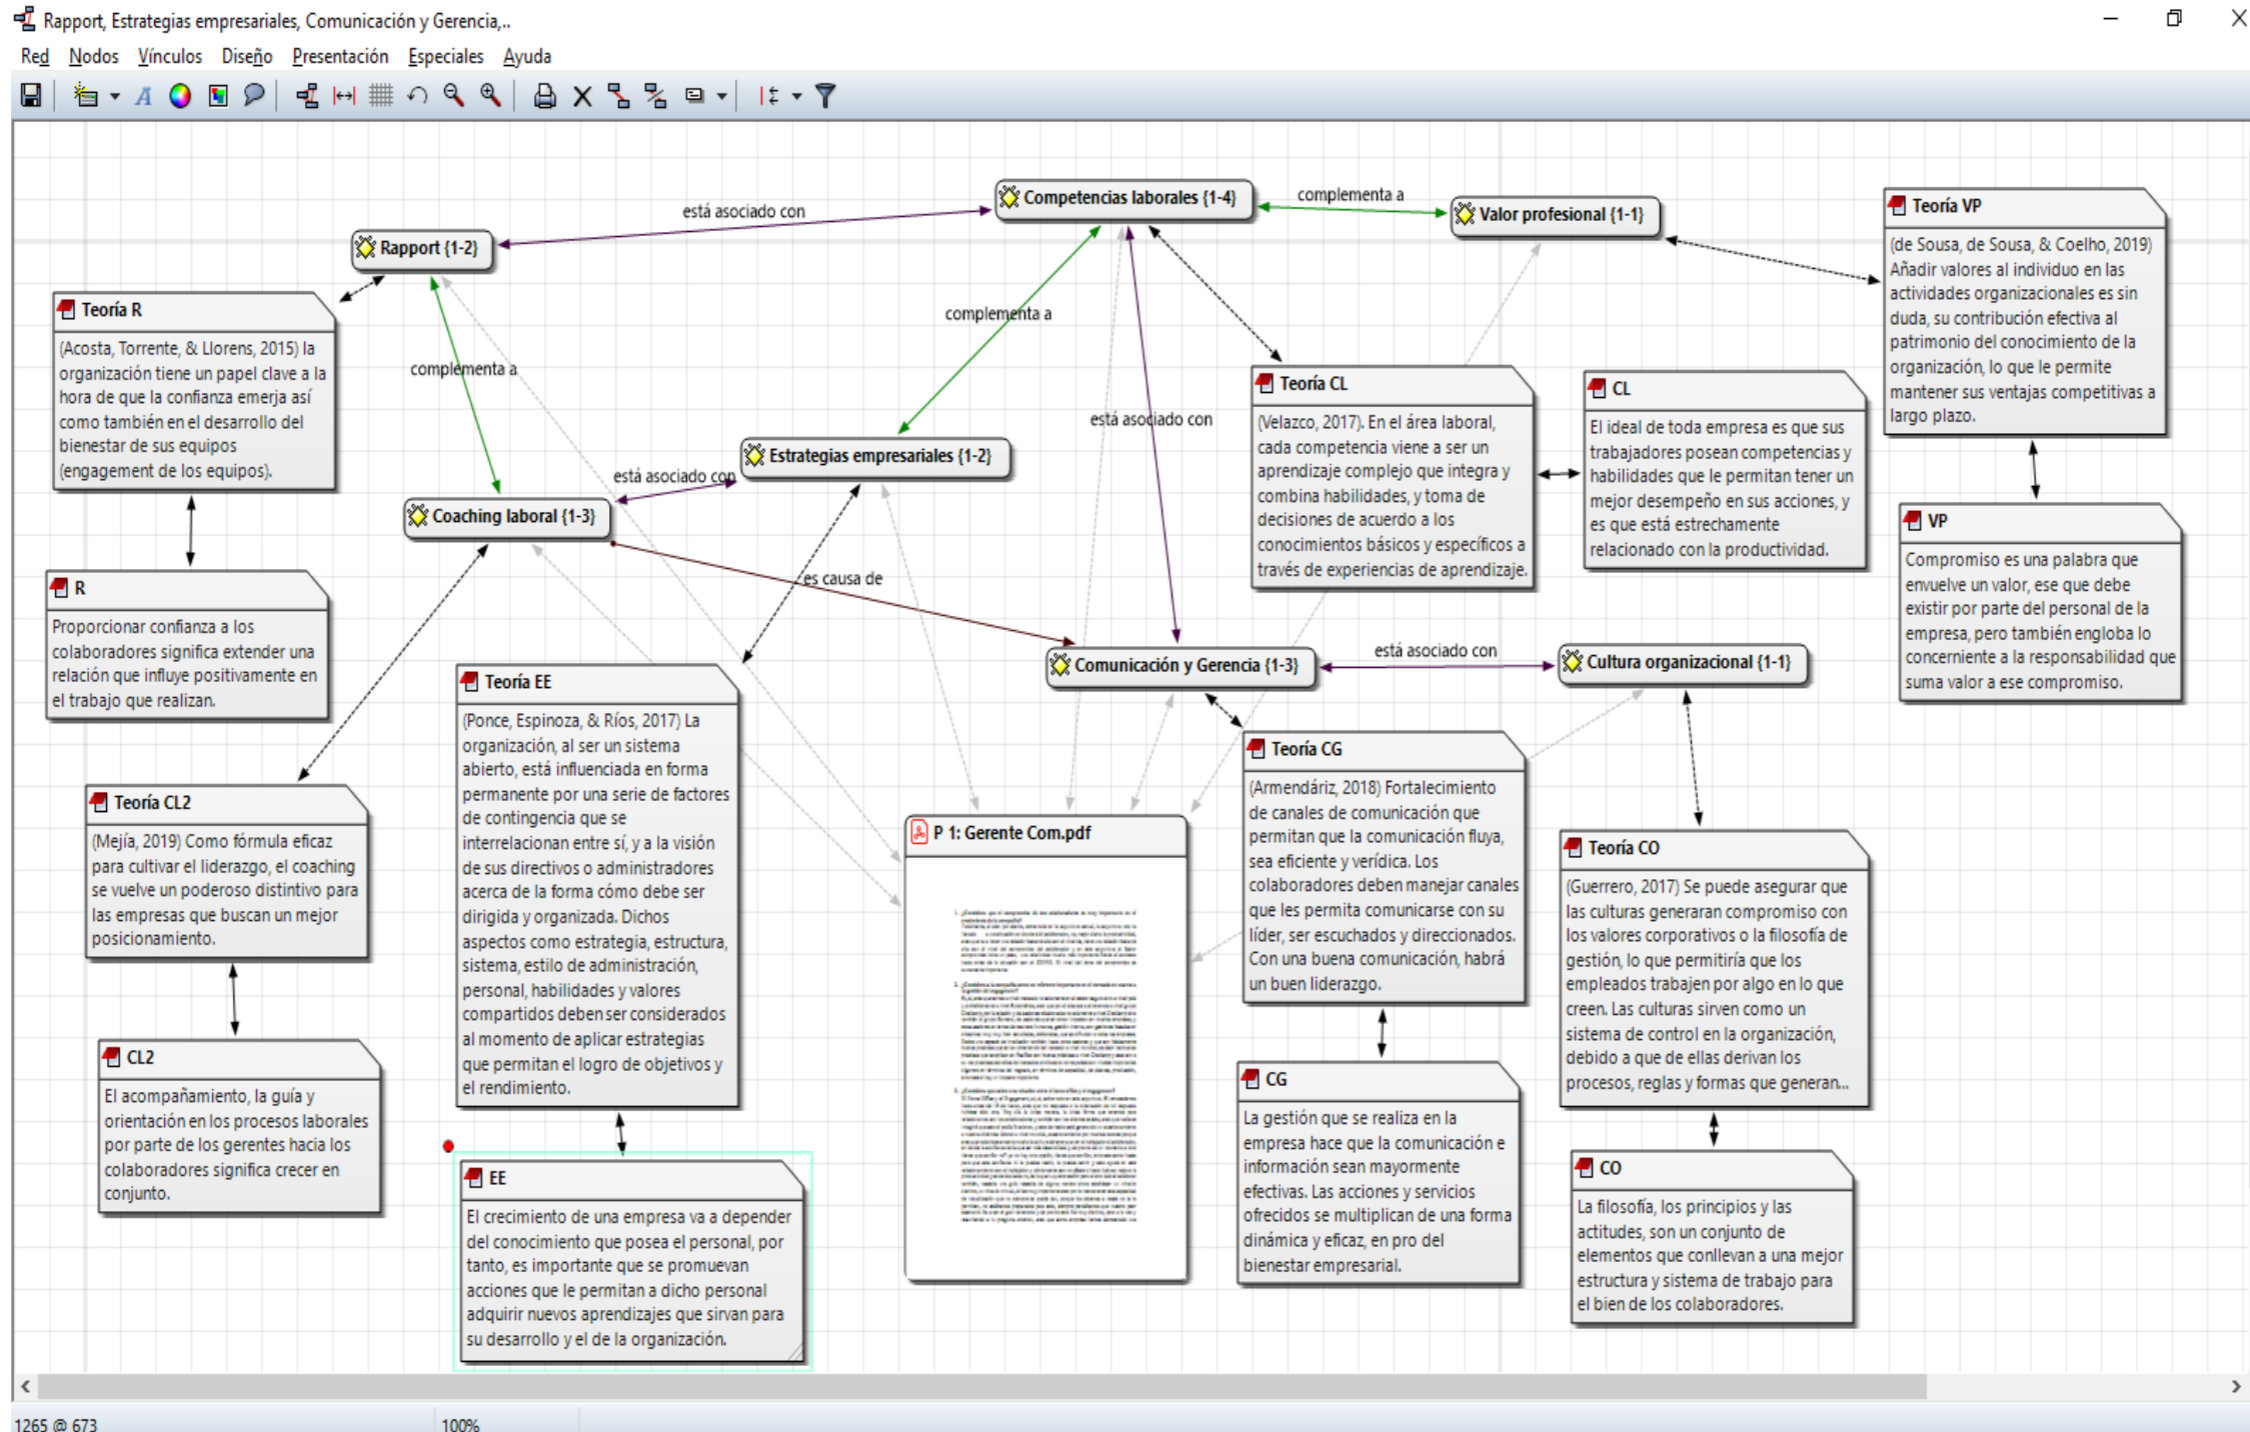 Rapport, Estrategias empresariales, Comunicación y Gerencia,..
Red Nodos Vínculos Diseño Presentación Especiales Ayuda
Competencias laborales {1-4}
complementa a
Valor profesional {1-1}
está asociado con
Rapport {1-2}
Teoría VP
(de Sousa, de Sousa, & Coelho, 2019)
Añadir valores al individuo en las
actividades organizacionales es sin
duda, su contribución efectiva al
patrimonio del conocimiento de la
organización, lo que le permite
mantener sus ventajas competitivas a
largo plazo.
Teoría R
(Acosta, Torrente, & Llorens, 2015) la
organización tiene un papel clave a la
hora de que la confianza emerja así
como también en el desarrollo del
bienestar de sus equipos
(engagement de los equipos).
complementa a
complementa a
está asociado con
Teoría CL
(Velazco, 2017). En el área laboral,
cada competencia viene a ser un
aprendizaje complejo que integra y
combina habilidades, y toma de
decisiones de acuerdo a los
conocimientos básicos y específicos a
través de experiencias de aprendizaje.
CL
El ideal de toda empresa es que sus
trabajadores posean competencias y
habilidades que le permitan tener un
mejor desempeño en sus acciones, y
es que está estrechamente
relacionado con la productividad.
Estrategias empresariales {1-2}
está asociado con
Coaching laboral {1-3}
es causa de
VP
Compromiso es una palabra que
envuelve un valor, ese que debe
existir por parte del personal de la
empresa, pero también engloba lo
concerniente a la responsabilidad que
suma valor a ese compromiso.
R
Proporcionar confianza a los
colaboradores significa extender una
relación que influye positivamente en
el trabajo que realizan.
Comunicación y Gerencia {1-3}
está asociado con
Cultura organizacional {1-1}
Teoría EE
(Ponce, Espinoza, & Ríos, 2017) La
organización, al ser un sistema
abierto, está influenciada en forma
permanente por una serie de factores
de contingencia que se
interrelacionan entre sí, y a la visión
de sus directivos o administradores
acerca de la forma cómo debe ser
dirigida y organizada. Dichos
aspectos como estrategia, estructura,
sistema, estilo de administración,
personal, habilidades y valores
compartidos deben ser considerados
al momento de aplicar estrategias
que permitan el logro de objetivos y
el rendimiento.
Teoría CG
(Armendáriz, 2018) Fortalecimiento
de canales de comunicación que
permitan que la comunicación fluya,
sea eficiente y verídica. Los
colaboradores deben manejar canales
que les permita comunicarse con su
líder, ser escuchados y direccionados.
Con una buena comunicación, habrá
un buen liderazgo.
Teoría CL2
(Mejía, 2019) Como fórmula eficaz
para cultivar el liderazgo, el coaching
se vuelve un poderoso distintivo para
las empresas que buscan un mejor
posicionamiento.
P 1: Gerente Com.pdf
Teoría CO
(Guerrero, 2017) Se puede asegurar que
las culturas generaran compromiso con
los valores corporativos o la filosofía de
gestión, lo que permitiría que los
empleados trabajen por algo en lo que
creen. Las culturas sirven como un
sistema de control en la organización,
debido a que de ellas derivan los
procesos, reglas y formas que generan...
CL2
El acompañamiento, la guía y
orientación en los procesos laborales
por parte de los gerentes hacia los
colaboradores significa crecer en
conjunto.
CG
La gestión que se realiza en la
empresa hace que la comunicación e
información sean mayormente
efectivas. Las acciones y servicios
ofrecidos se multiplican de una forma
dinámica y eficaz, en pro del
bienestar empresarial.
EE
El crecimiento de una empresa va a depender
del conocimiento que posea el personal, por
tanto, es importante que se promuevan
acciones que le permitan a dicho personal
adquirir nuevos aprendizajes que sirvan para
su desarrollo y el de la organización.
CO
La filosofía, los principios y las
actitudes, son un conjunto de
elementos que conllevan a una mejor
estructura y sistema de trabajo para
el bien de los colaboradores.
1265 @ 673 100%